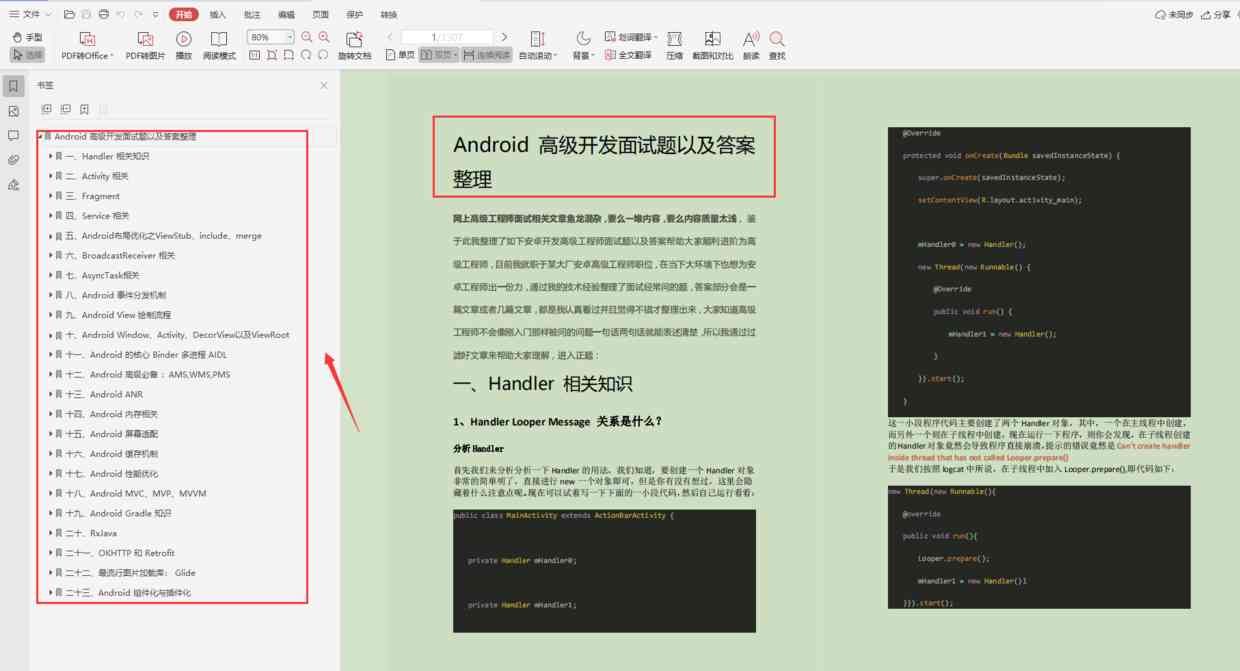 文件
开始
插入
批注
编辑
页面
保护
转换
未同步
分享
手型
选择
PDF转Office
PDF转图片
播放
阅读模式
80%
旋转文档
1/1307
单页
双页
连续阅读
自动滚动
背景
划词翻译
全文翻译
压缩
截图和对比
朗读
查找
书签
Android 高级开发面试题以及答案整理
一、Handler 相关知识
二、Activity 相关
三、Fragment
四、Service 相关
五、Android布局优化之ViewStub、include、merge
六、BroadcastReceiver 相关
七、AsyncTask相关
八、Android 事件分发机制
九、Android View 绘制流程
十、Android Window、Activity、DecorView以及ViewRoot
十一、Android 的核心 Binder 多进程 AIDL
十二、Android 高级必备 ：AMS,WMS,PMS
十三、Android ANR
十四、Android 内存相关
十五、Android 屏幕适配
十六、Android 缓存机制
十七、Android 性能优化
十八、Android MVC、MVP、MVVM
十九、Android Gradle 知识
二十、RxJava
二十一、OKHTTP 和 Retrofit
二十二、最流行图片加载库： Glide
二十三、Android 组件化与插件化
Android 高级开发面试题以及答案
整理
网上高级工程师面试相关文章鱼龙混杂，要么一堆内容，要么内容质量太浅，鉴
于此我整理了如下安卓开发高级工程师面试题以及答案帮助大家顺利进阶为高
级工程师，目前我就职于某大厂安卓高级工程师职位，在当下大环境下也想为安
卓工程师出一份力，通过我的技术经验整理了面试经常问的题，答案部分会是一
篇文章或者几篇文章，都是我认真看过并且觉得不错才整理出来，大家知道高级
工程师不会像刚入门那样被问的问题一句话两句话就能表述清楚，所以我通过过
滤好文章来帮助大家理解，进入正题：
一、Handler 相关知识
1、Handler Looper Message 关系是什么？
分析 Handler
首先我们来分析分析一下 Handler 的用法，我们知道，要创建一个 Handler 对象
非常的简单明了，直接进行 new 一个对象即可，但是你有没有想过，这里会隐
藏着什么注意点呢。现在可以试着写一下下面的一小段代码，然后自己运行看看：
public class MainActivity extends ActionBarActivity {
private Handler mHandler0;
private Handler mHandler1;
@Override
protected void onCreate(Bundle savedInstanceState) {
super.onCreate(savedInstanceState);
setContentView(R.layout.activity_main);
mHandler0 = new Handler();
new Thread(new Runnable() {
@Override
public void run() {
mHandler1 = new Handler();
}
}).start();
}
这一小段程序代码主要创建了两个 Handler 对象，其中，一个在主线程中创建，
而另外一个则在子线程中创建，现在运行一下程序，则你会发现，在子线程创建
的 Handler 对象竟然会导致程序直接崩溃，提示的错误竟然是 Can't create handler
inside thread that has not called Looper.prepare()
于是我们按照 logcat 中所说，在子线程中加入 Looper.prepare(),即代码如下：
new Thread(new Runnable(){
@override
public void run(){
Looper.prepare();
mHandler1 = new Handler()1
}}).start();